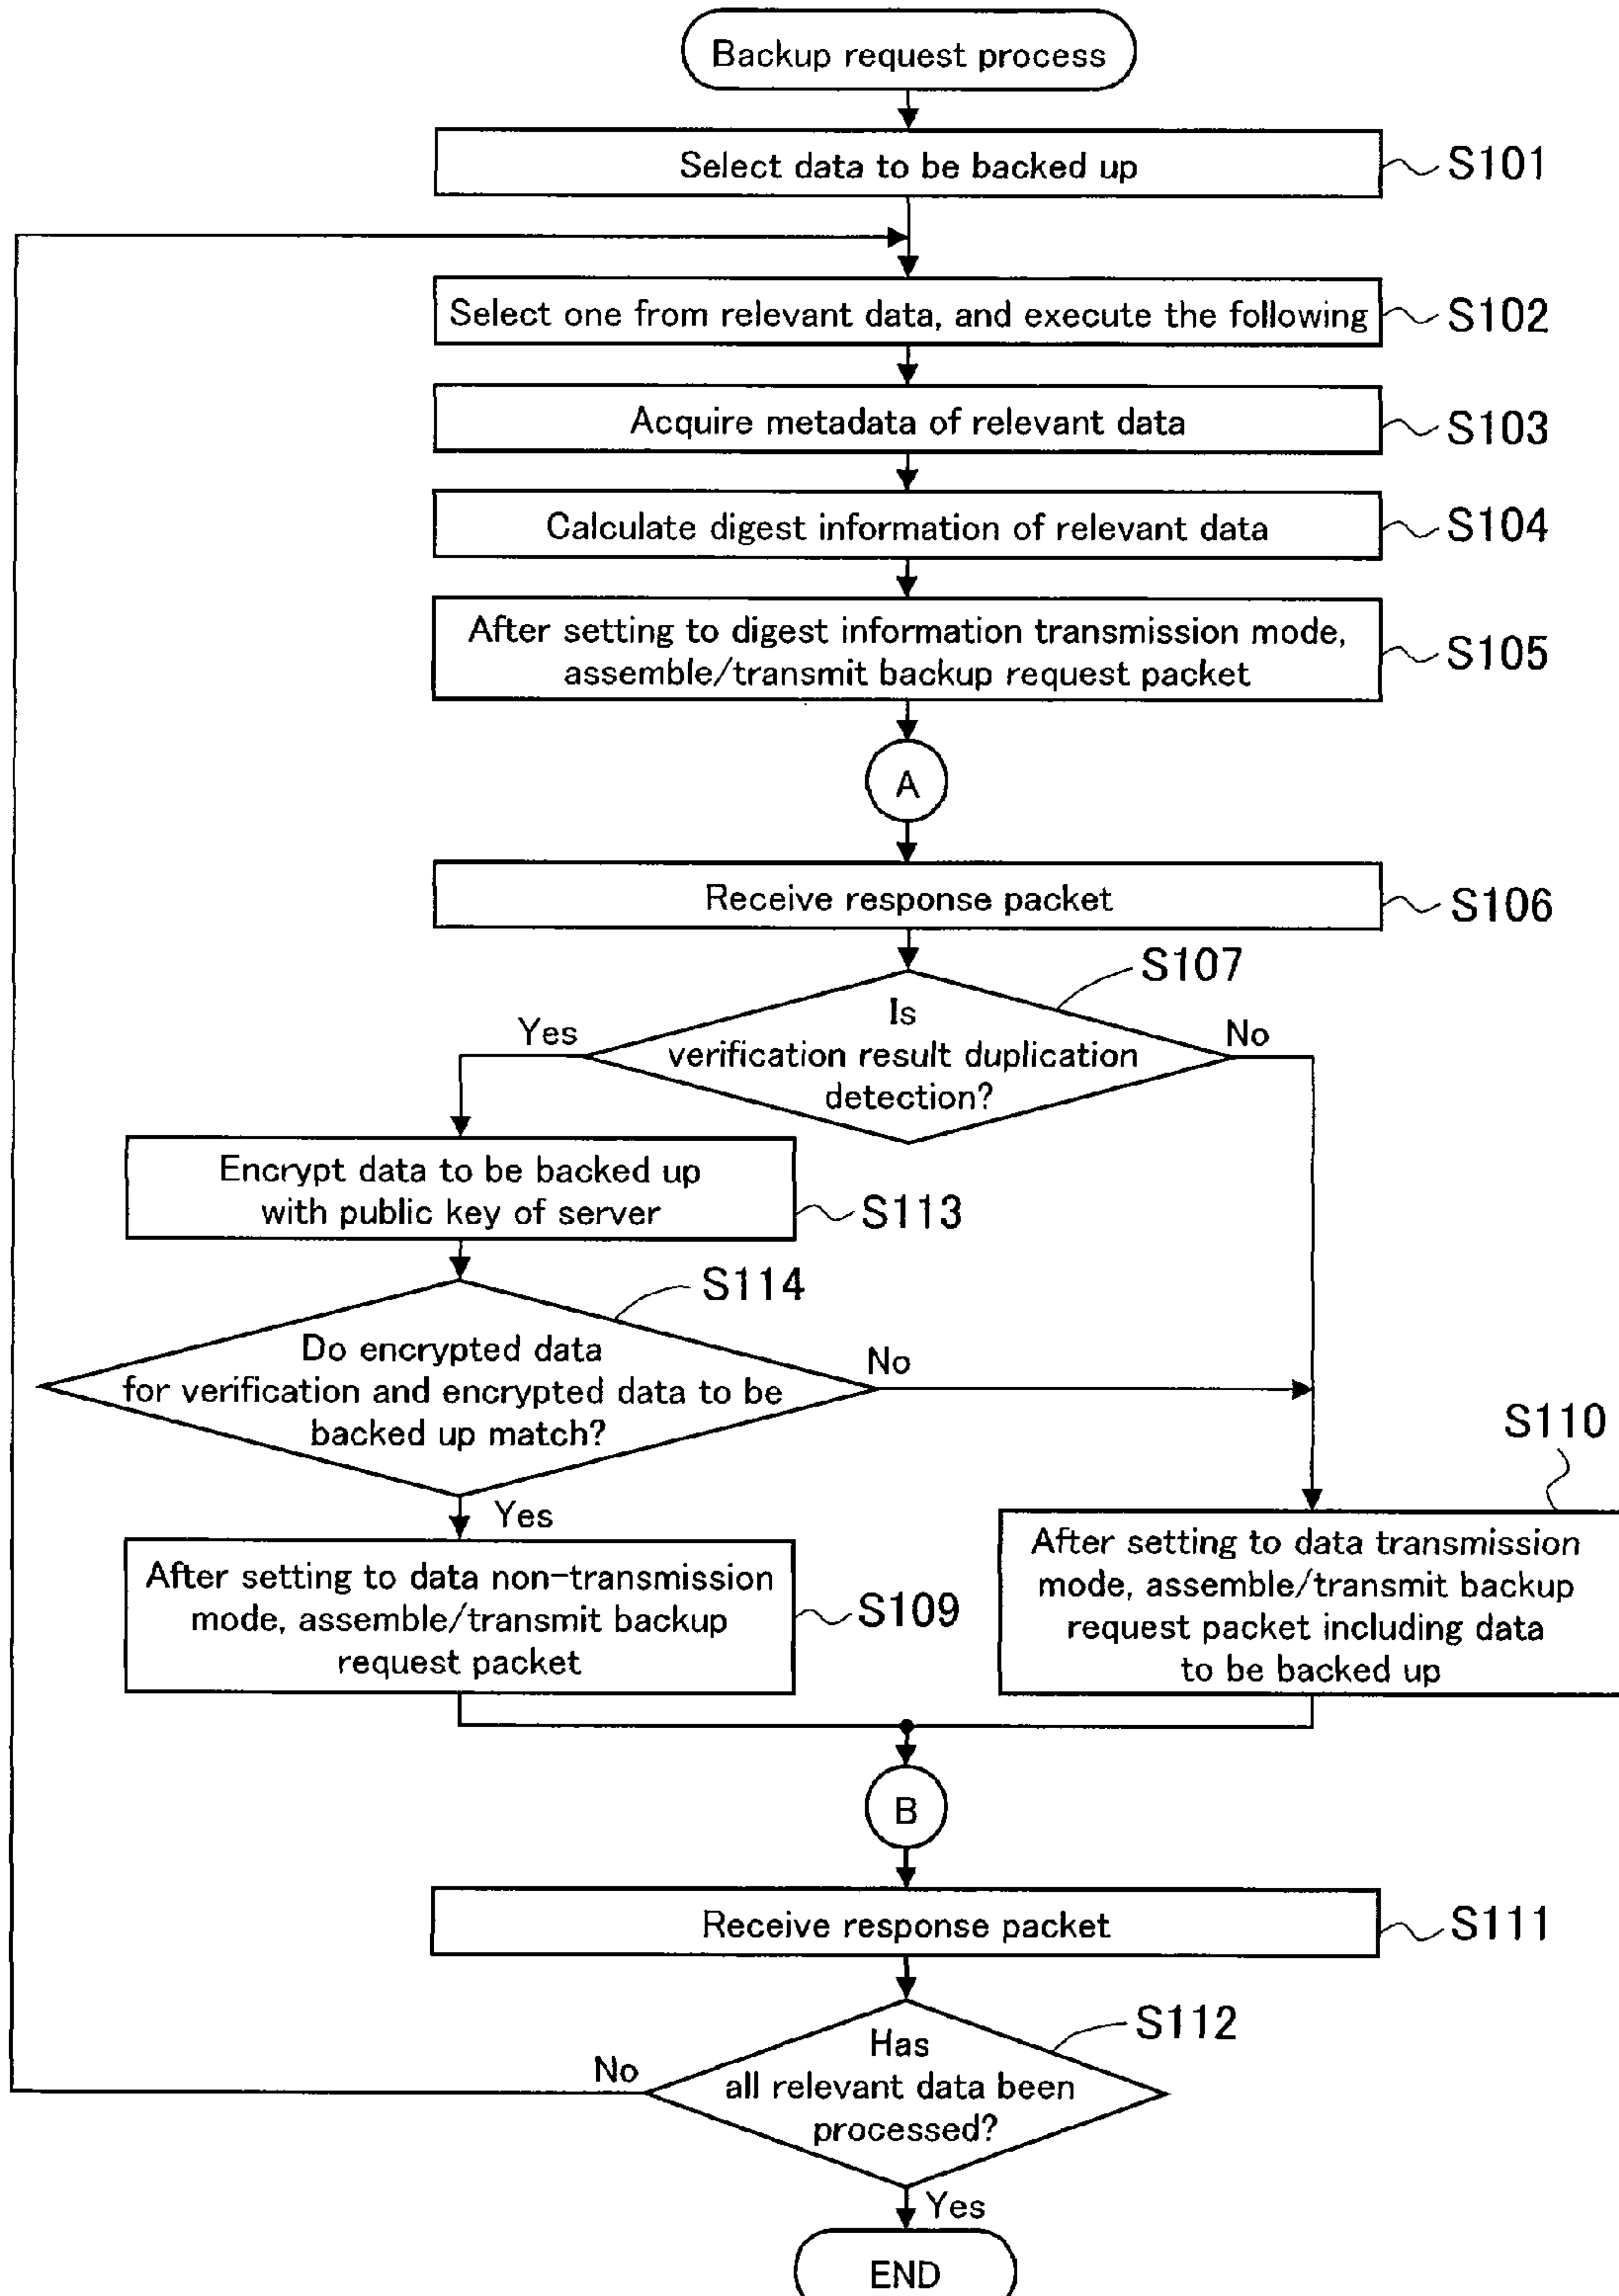 Backup request process
Select data to be backed up
S101
Select one from relevant data, and execute the following
S102
Acquire metadata of relevant data
S103
Calculate digest information of relevant data
S104
After setting to digest information transmission mode,
assemble/transmit backup request packet
S105
A
Receive response packet
S106
S107
Is
verification result duplication
detection?
Yes
No
Encrypt data to be backed up
with public key of server
S113
S114
Do encrypted data
for verification and encrypted data to be
backed up match?
No
Yes
S110
After setting to data non-transmission
mode, assemble/transmit backup
request packet
S109
After setting to data transmission
mode, assemble/transmit backup
request packet including data
to be backed up
B
Receive response packet
S111
S112
Has
all relevant data been
processed?
No
Yes
END